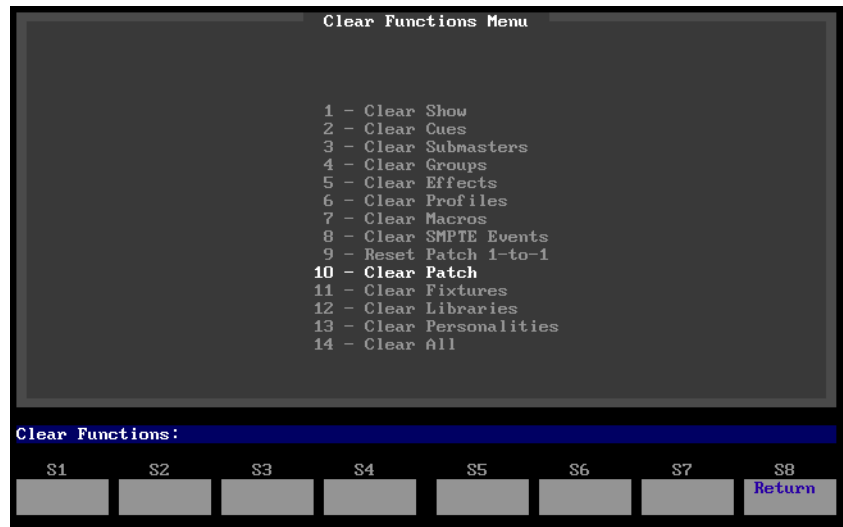 Clear Functions Menu
1 - Clear Show
2 - Clear Cues
3 - Clear Submasters
4 - Clear Groups
5 - Clear Effects
6 - Clear Profiles
7 - Clear Macros
8 - Clear SMPTE Events
9 - Reset Patch 1-to-1
10 - Clear Patch
11 - Clear Fixtures
12 - Clear Libraries
13 - Clear Personalities
14 - Clear All
Clear Functions:
S1 S2 S3 S4 S5 S6 S7 S8
Return